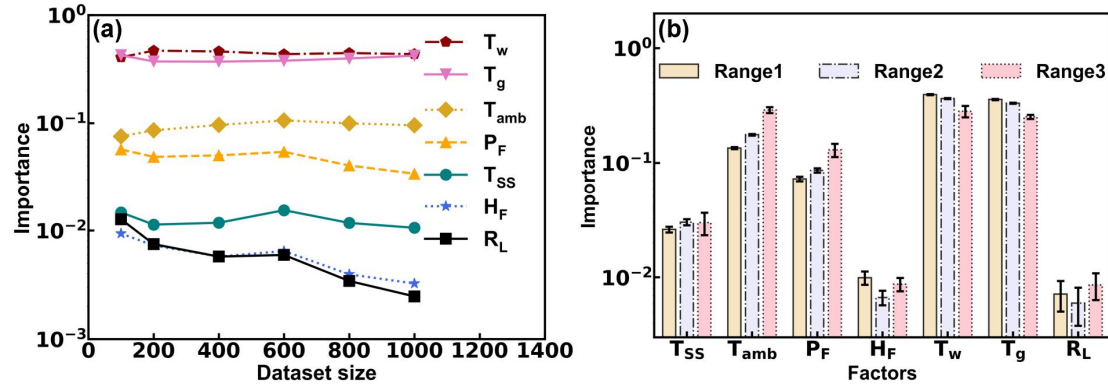 (a)
10⁰
10⁻¹
10⁻²
10⁻³
Importance
0 200 400 600 800 1000 1200 1400
Dataset size
T_w
T_g
T_amb
P_F
T_SS
H_F
R_L
(b)
10⁰
10⁻¹
10⁻²
Importance
Range1 Range2 Range3
T_SS T_amb P_F H_F T_w T_g R_L
Factors